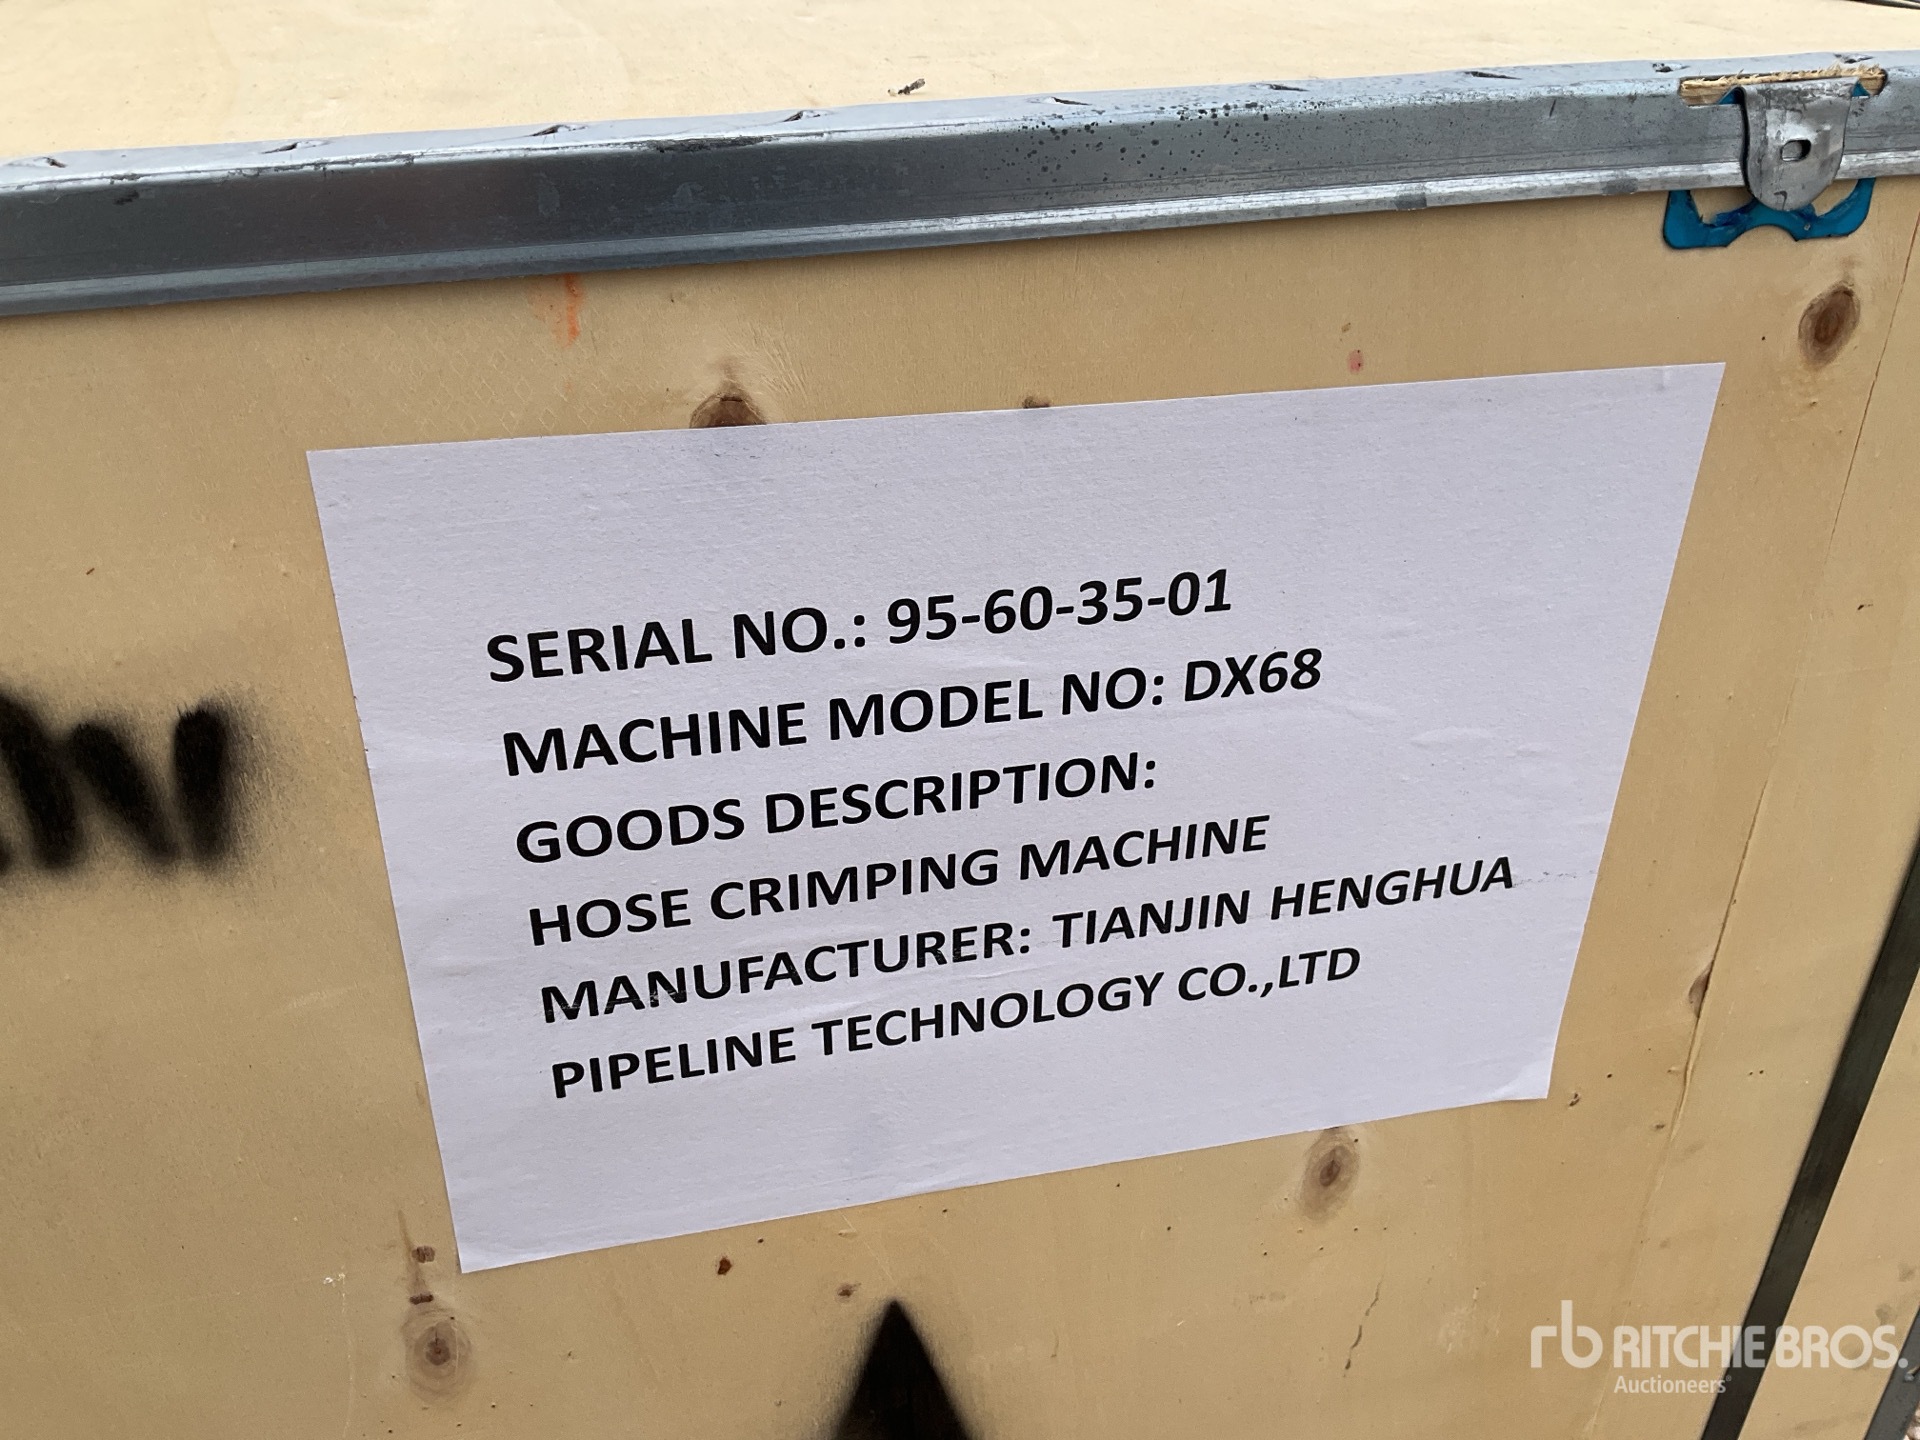 SERIAL NO.: 95-60-35-01
MACHINE MODEL NO: DX68
GOODS DESCRIPTION:
HOSE CRIMPING MACHINE
MANUFACTURER: TIANJIN HENGHUA
PIPELINE TECHNOLOGY CO.,LTD
rb RITCHIE BROS.
Auctioneers®